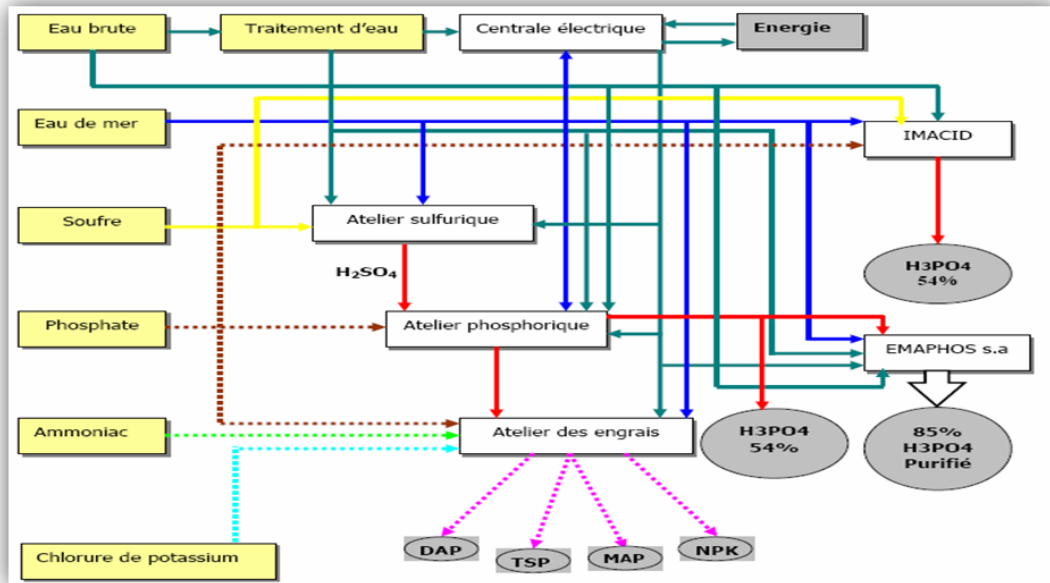 Eau brute
Traitement d'eau
Centrale électrique
Energie
Eau de mer
IMACID
Soufre
Atelier sulfurique
H₂SO₄
H3PO4
54%
Phosphate
Atelier phosphorique
EMAPHOS s.a
Ammoniac
Atelier des engrais
H3PO4
54%
85%
H3PO4
Purifié
Chlorure de potassium
DAP
TSP
MAP
NPK